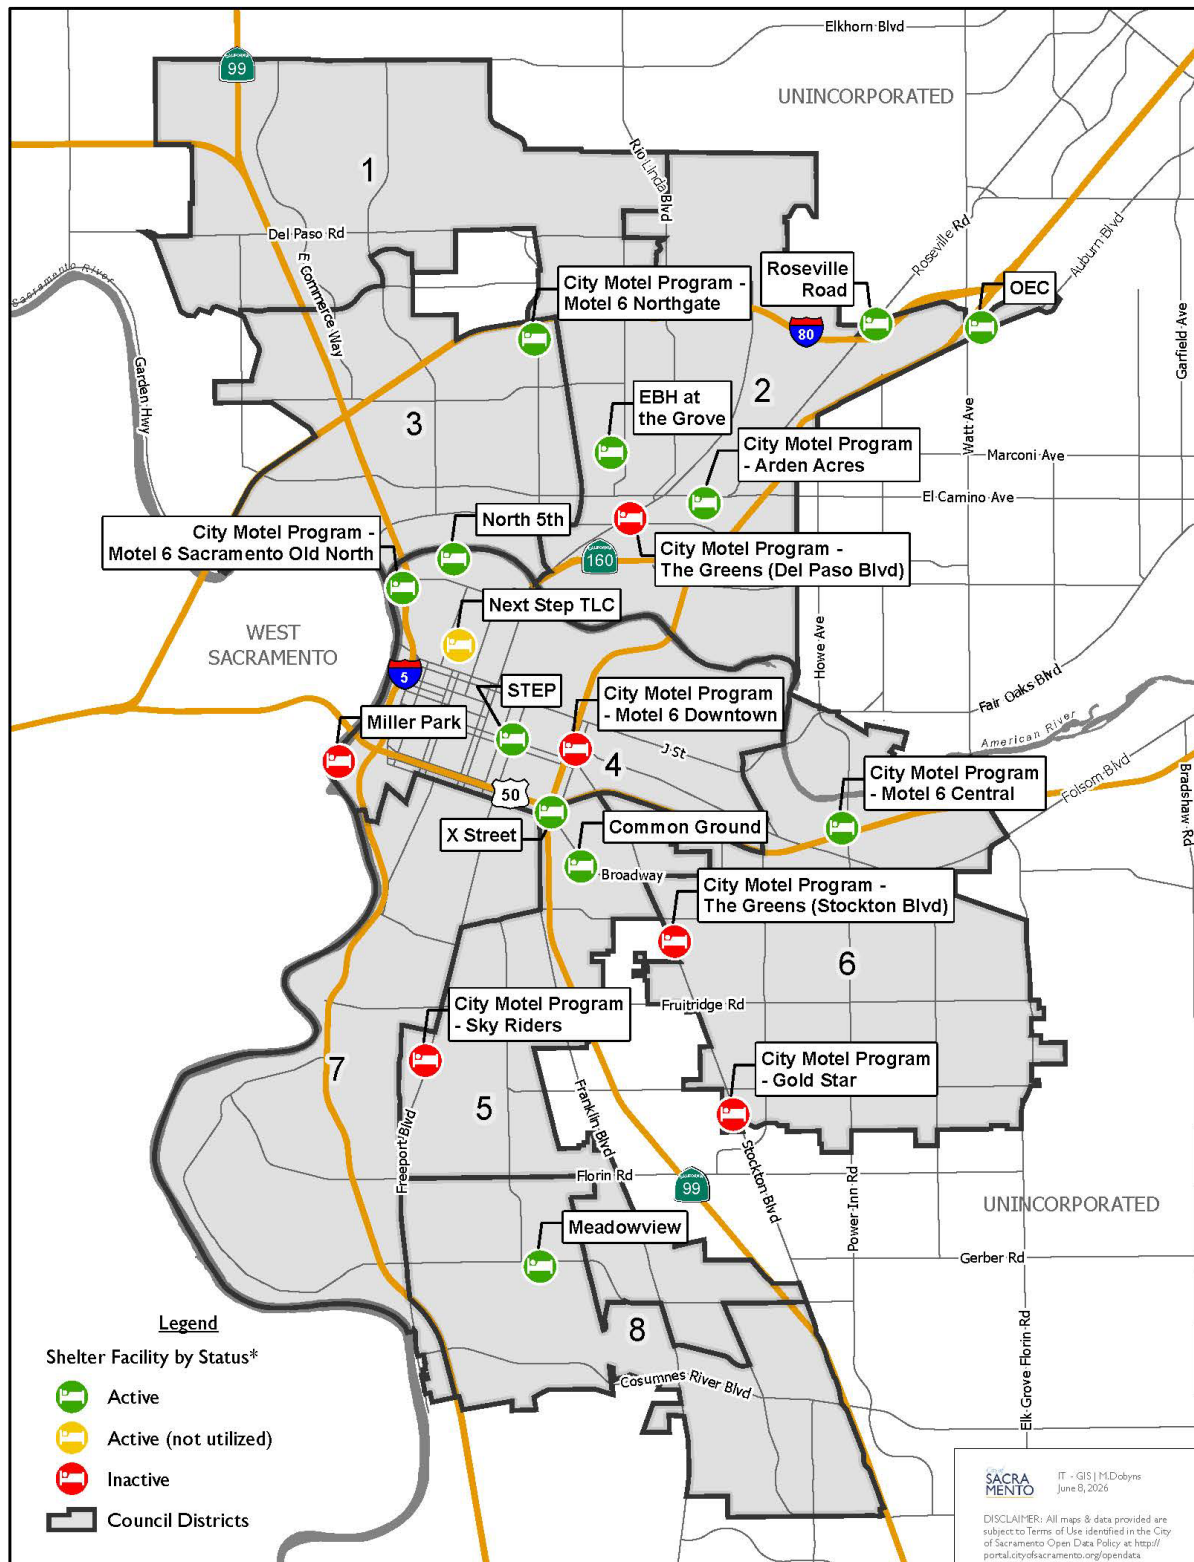 Elkhorn Blvd
CALIFORNIA
99
UNINCORPORATED
Rio Linda Blvd
1
Del Paso Rd
E Commerce Way
Sacramento River
Garden Hwy
Roseville Rd
Auburn Blvd
City Motel Program -
Motel 6 Northgate
Roseville
Road
OEC
80
Garfield Ave
2
EBH at
the Grove
3
Watt Ave
City Motel Program
- Arden Acres
Marconi Ave
El Camino Ave
North 5th
City Motel Program -
Motel 6 Sacramento Old North
CALIFORNIA
160
City Motel Program -
The Greens (Del Paso Blvd)
Next Step TLC
WEST
SACRAMENTO
Howe Ave
5
Fair Oaks Blvd
STEP
City Motel Program
- Motel 6 Downtown
Miller Park
American River
J St
4
Folsom Blvd
Bradshaw Rd
City Motel Program
- Motel 6 Central
50
X Street
Common Ground
Broadway
City Motel Program -
The Greens (Stockton Blvd)
6
Fruitridge Rd
City Motel Program
- Sky Riders
7
City Motel Program
- Gold Star
5
Franklin Blvd
Freeport Blvd
Stockton Blvd
Florin Rd
CALIFORNIA
99
Power Inn Rd
UNINCORPORATED
Meadowview
Gerber Rd
Legend
Shelter Facility by Status*
Active
Active (not utilized)
Inactive
Council Districts
8
Cosumnes River Blvd
Elk Grove Florin Rd
City of
SACRA
MENTO
IT - GIS | M.Dobyns
June 8, 2026
DISCLAIMER: All maps & data provided are
subject to Terms of Use identified in the City
of Sacramento Open Data Policy at http://
portal.cityofsacramento.org/opendata